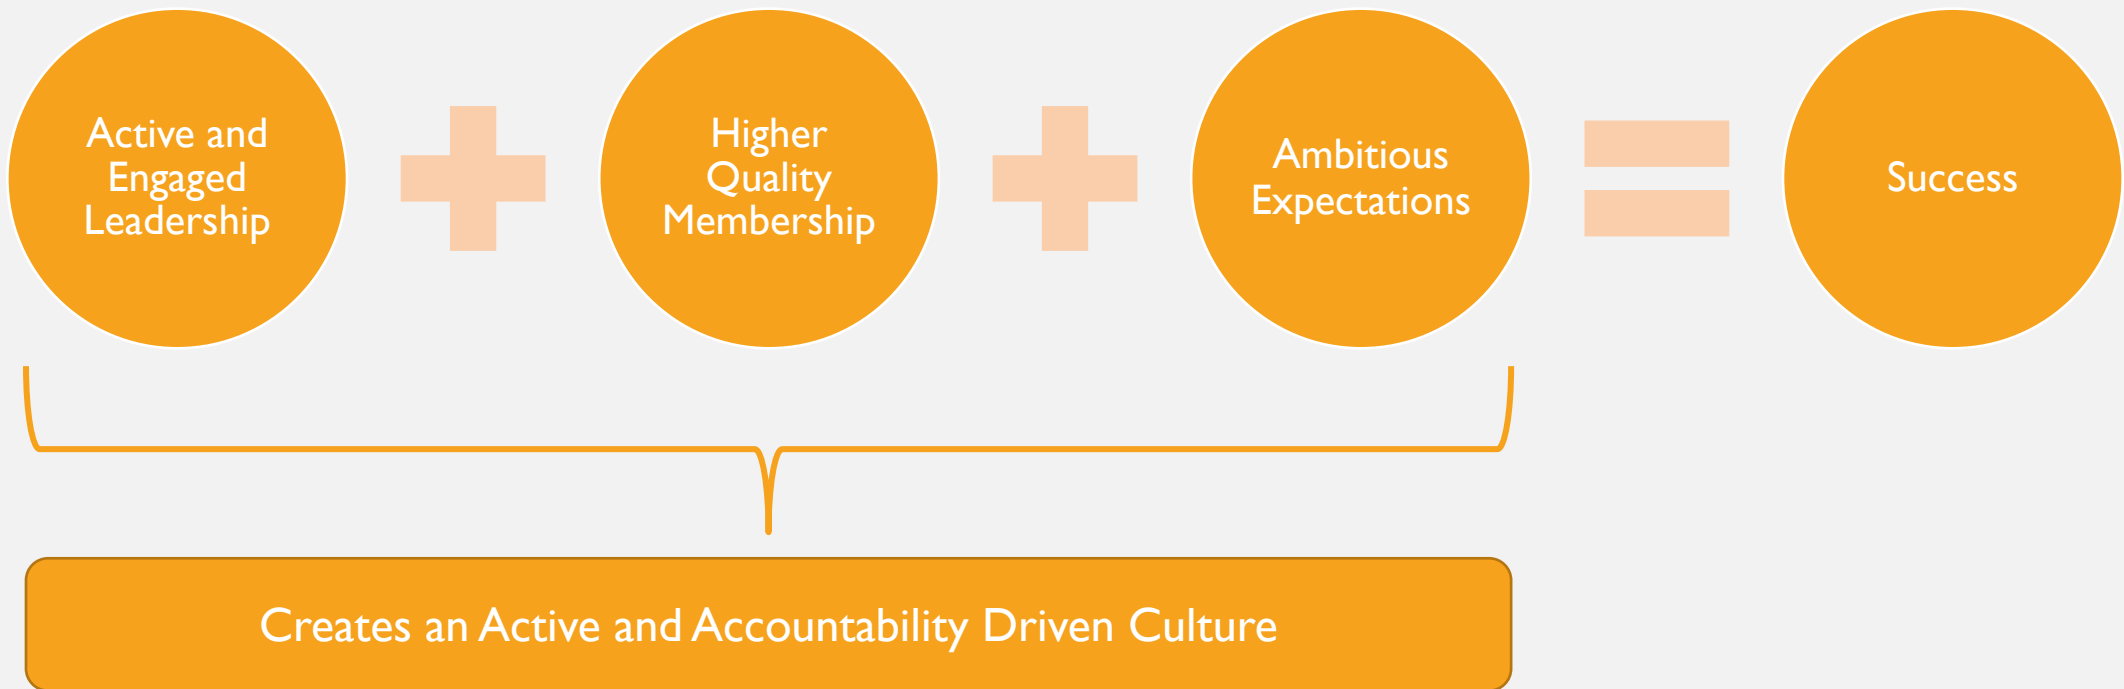 Active and
Engaged
Leadership
Higher
Quality
Membership
Ambitious
Expectations
Success
Creates an Active and Accountability Driven Culture